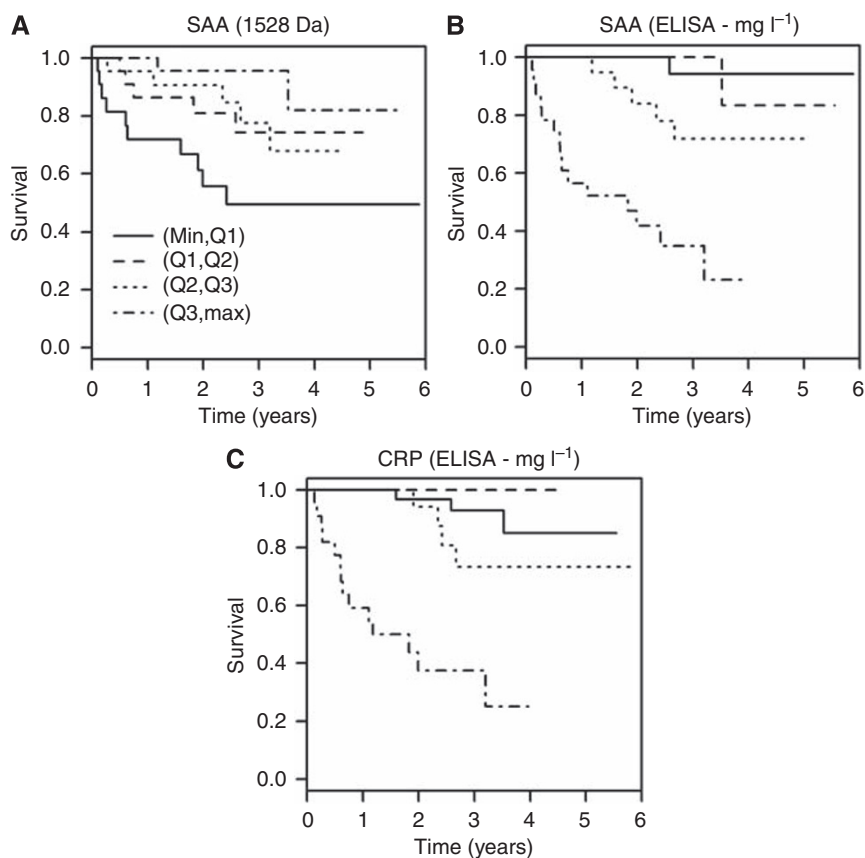 A SAA (1528 Da)
1.0
0.8
0.6
0.4
0.2
0.0
Survival
(Min,Q1)
(Q1,Q2)
(Q2,Q3)
(Q3,max)
0 1 2 3 4 5 6
Time (years)
B SAA (ELISA - mg l⁻¹)
1.0
0.8
0.6
0.4
0.2
0.0
Survival
0 1 2 3 4 5 6
Time (years)
C CRP (ELISA - mg l⁻¹)
1.0
0.8
0.6
0.4
0.2
0.0
Survival
0 1 2 3 4 5 6
Time (years)